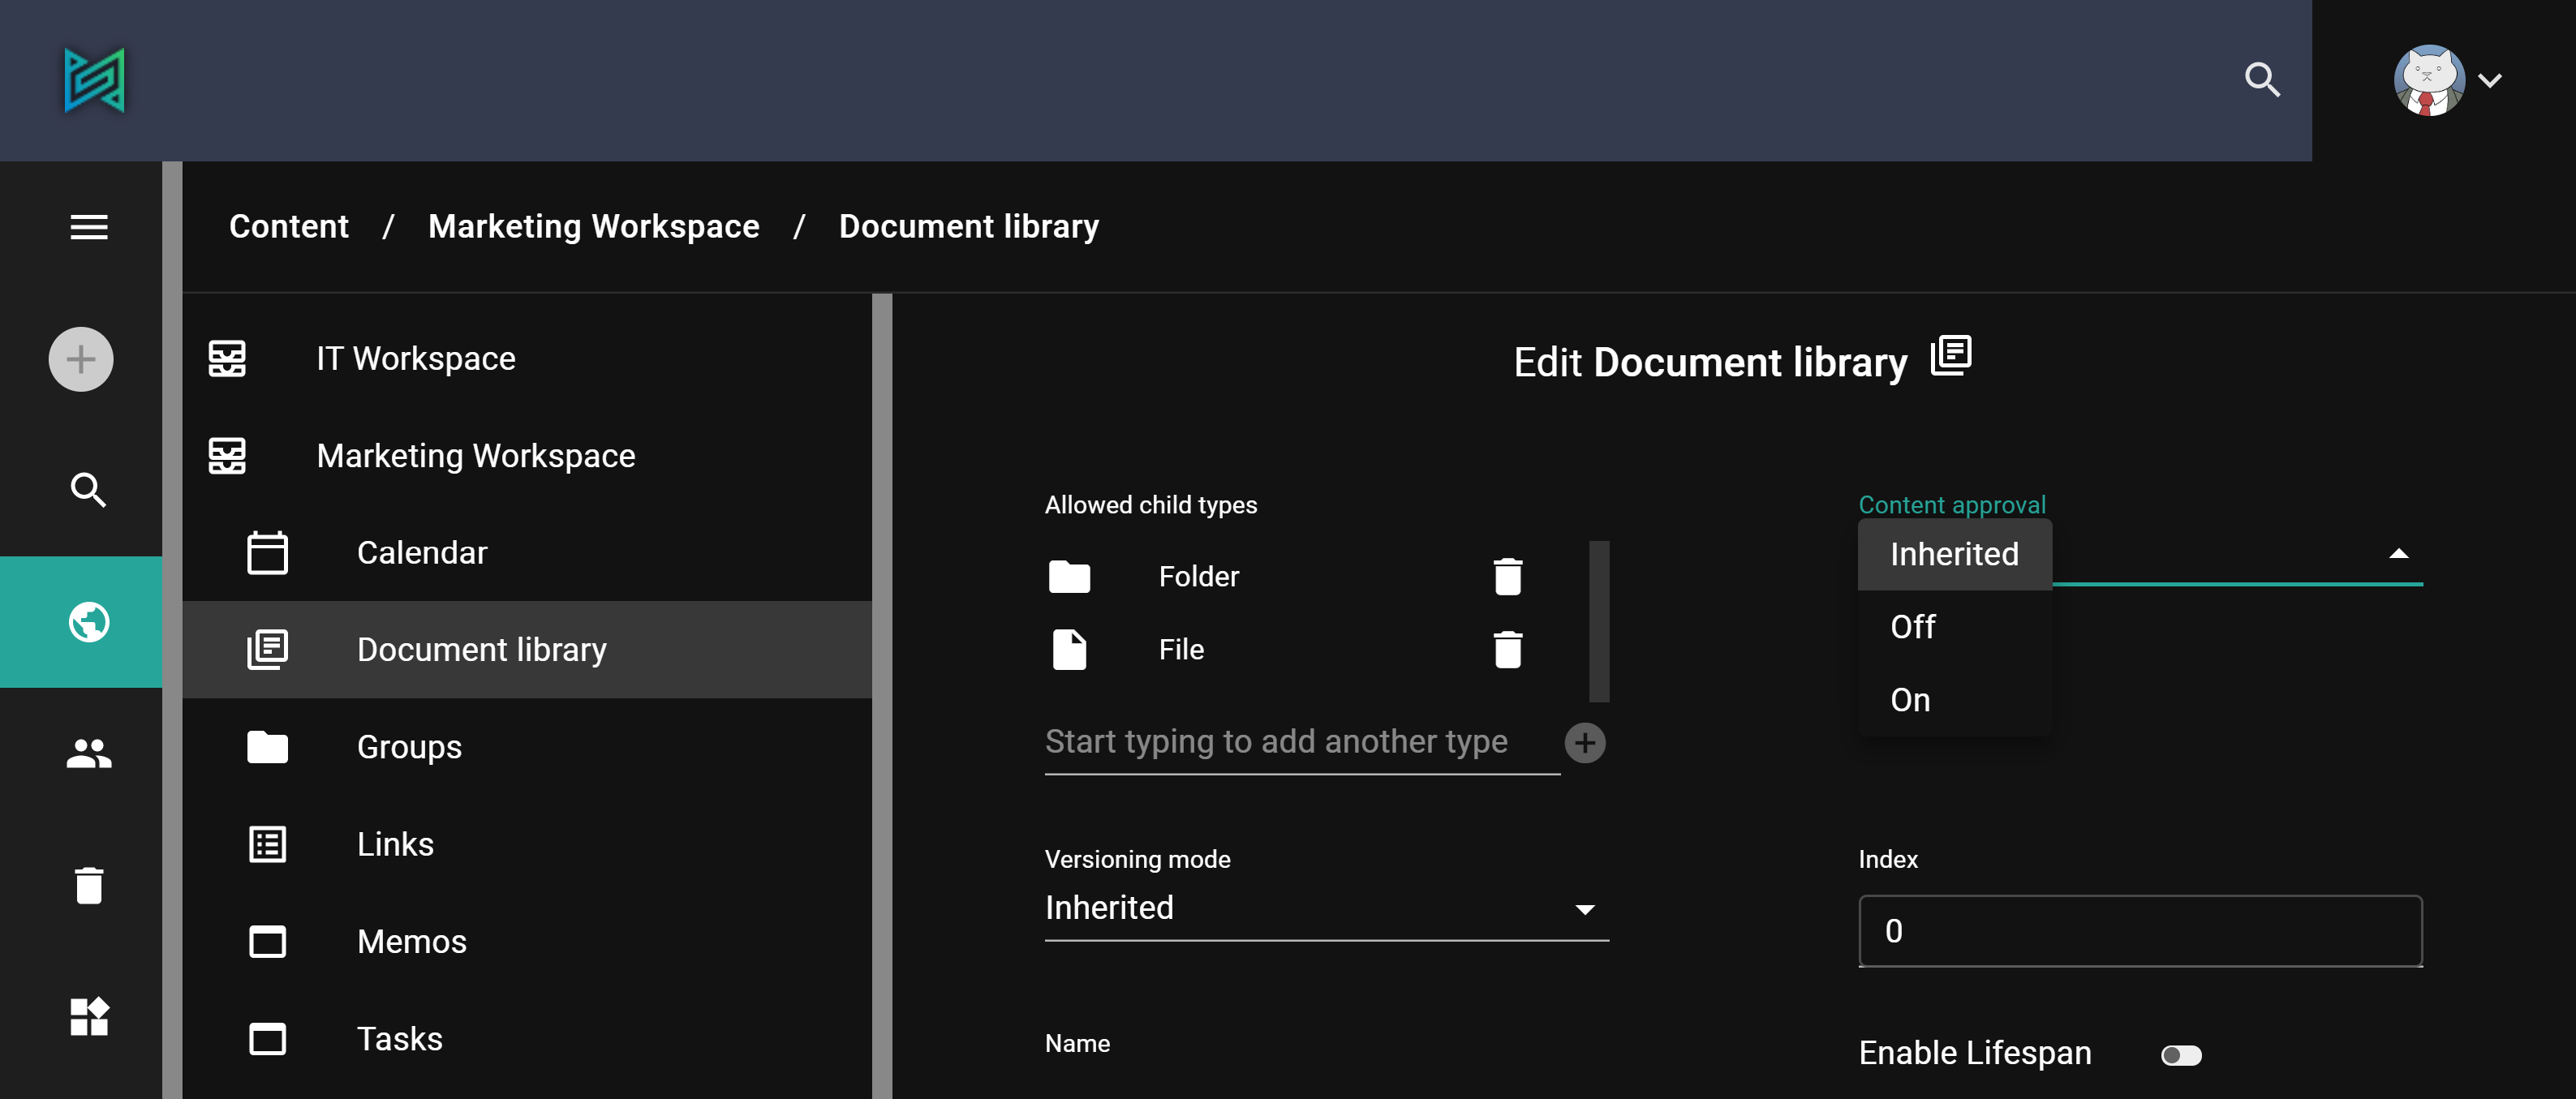 Content / Marketing Workspace / Document library
IT Workspace
Marketing Workspace
Calendar
Document library
Groups
Links
Memos
Tasks
Edit Document library
Allowed child types
Folder
File
Start typing to add another type
Content approval
Inherited
Off
On
Versioning mode
Inherited
Index
0
Name
Enable Lifespan